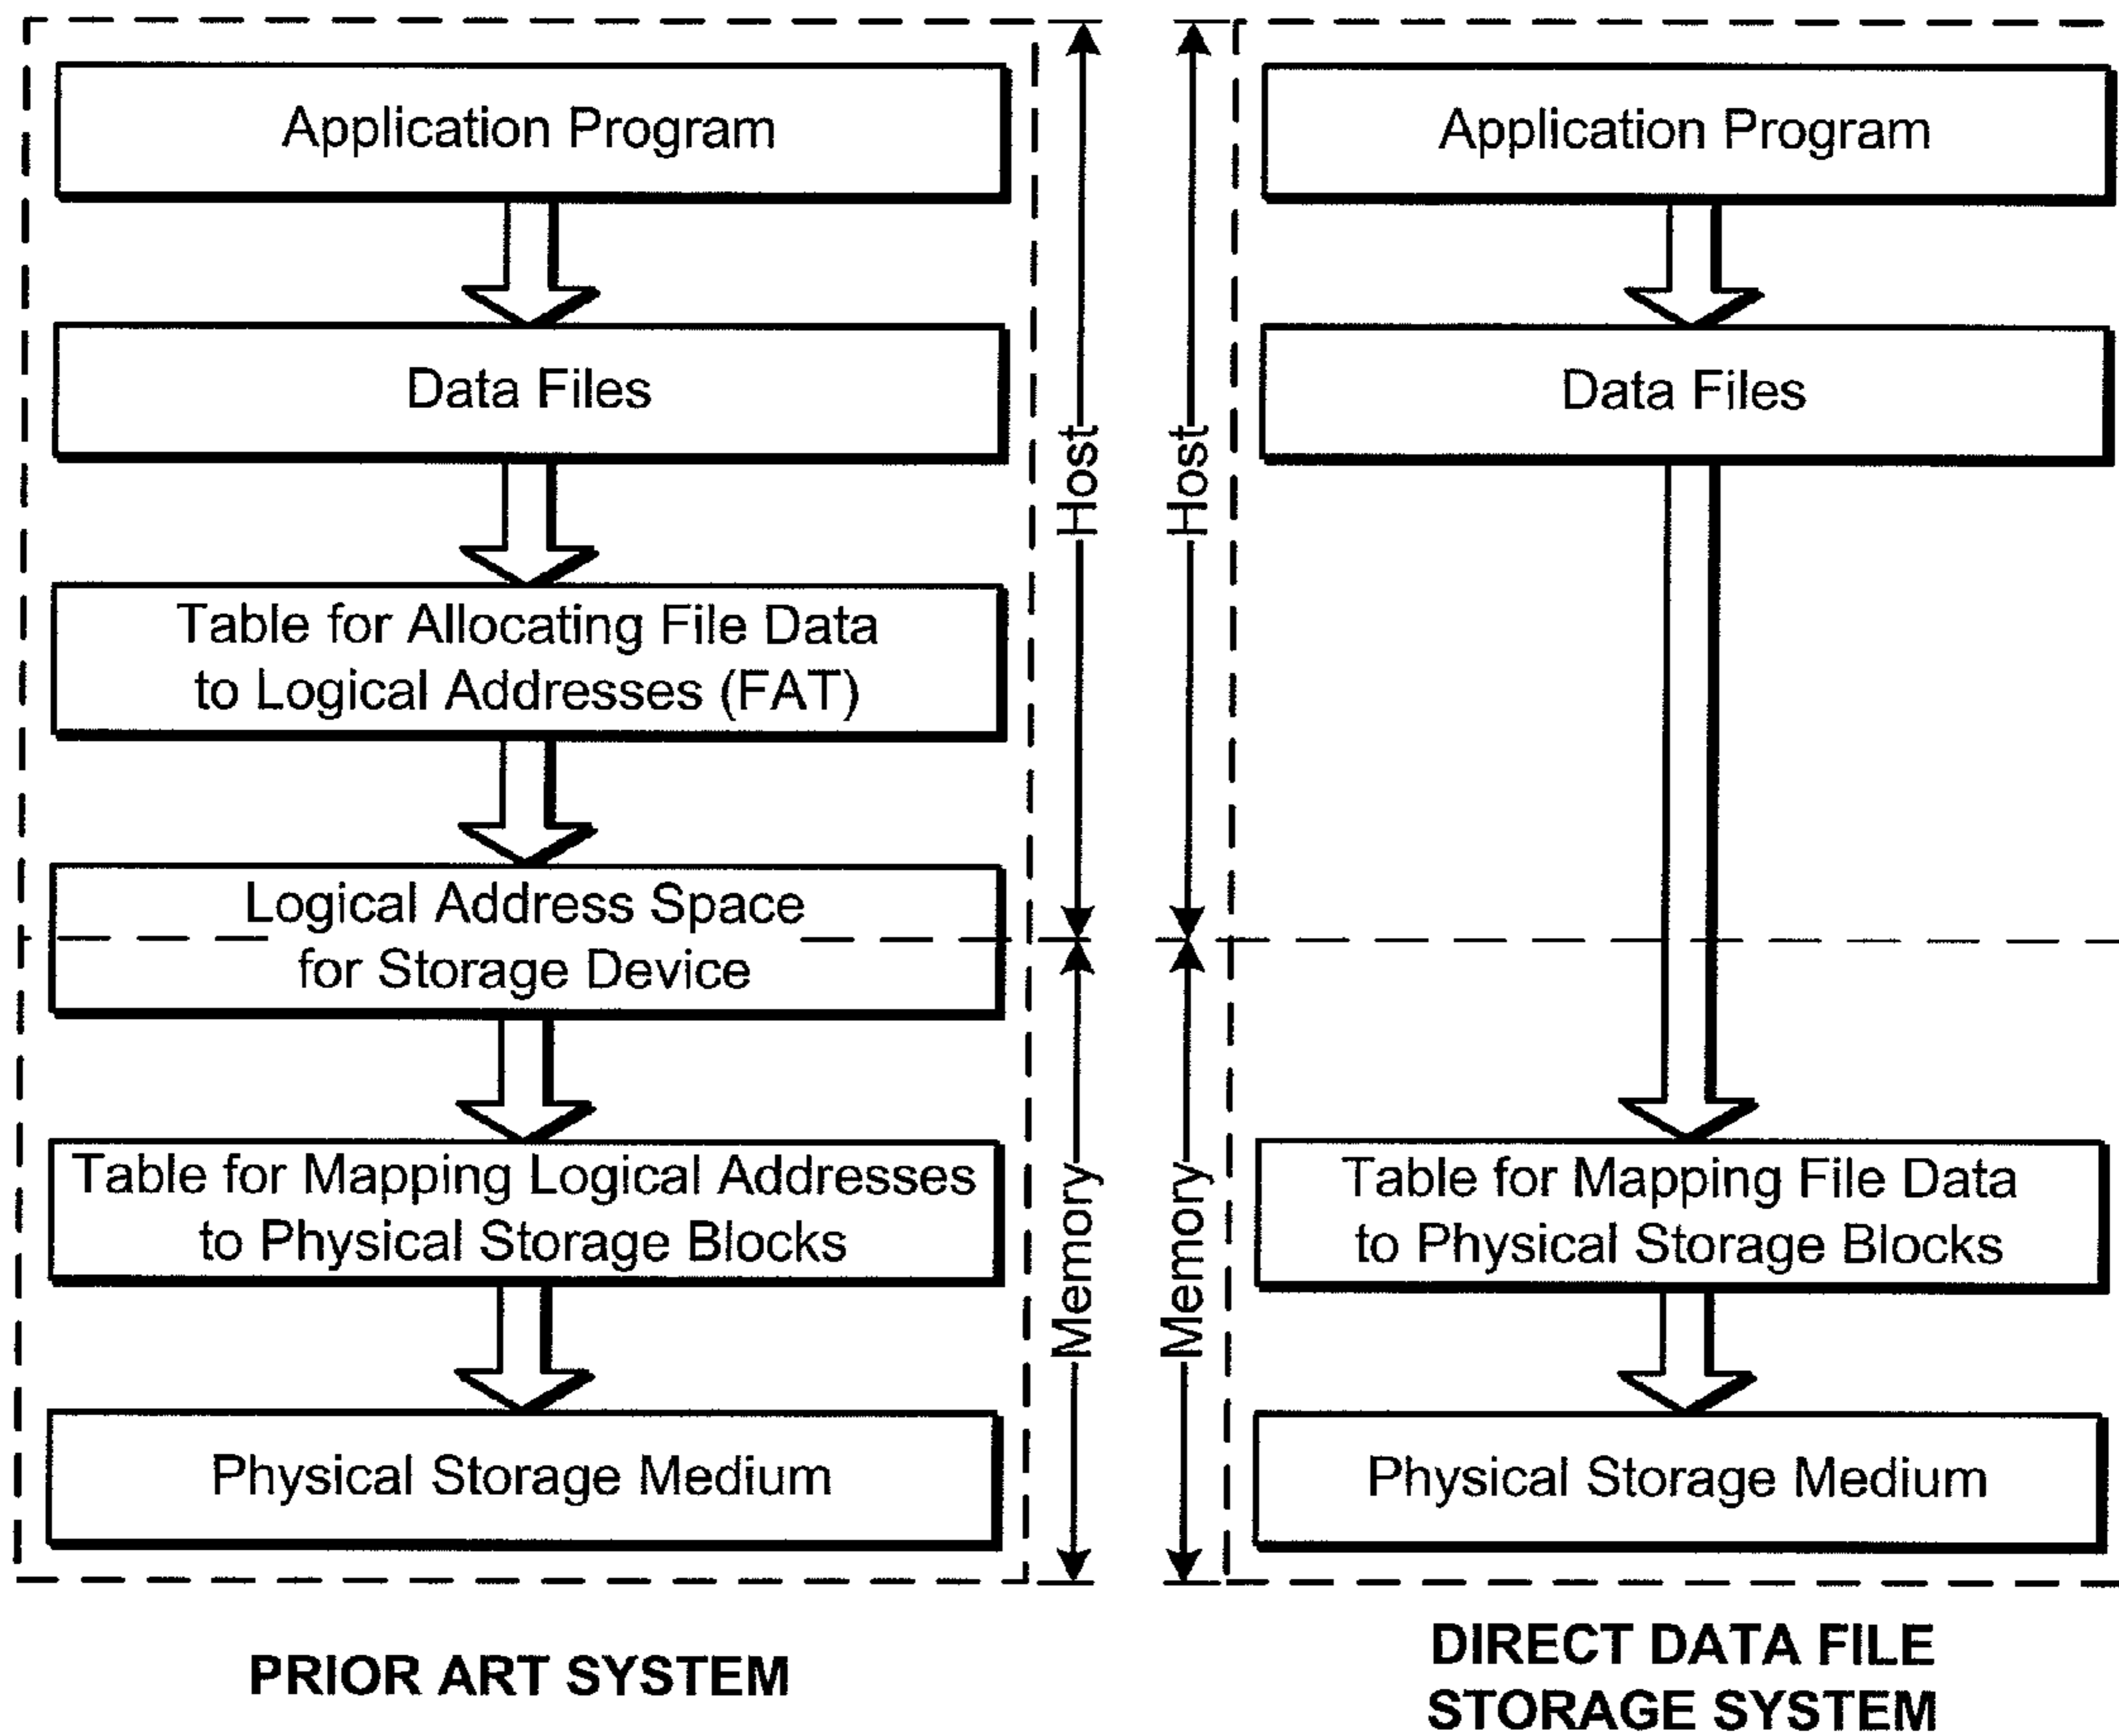 Application Program
Data Files
Table for Allocating File Data
to Logical Addresses (FAT)
Logical Address Space
for Storage Device
Table for Mapping Logical Addresses
to Physical Storage Blocks
Physical Storage Medium
Host
Memory
PRIOR ART SYSTEM
Host
Memory
Application Program
Data Files
Table for Mapping File Data
to Physical Storage Blocks
Physical Storage Medium
DIRECT DATA FILE
STORAGE SYSTEM